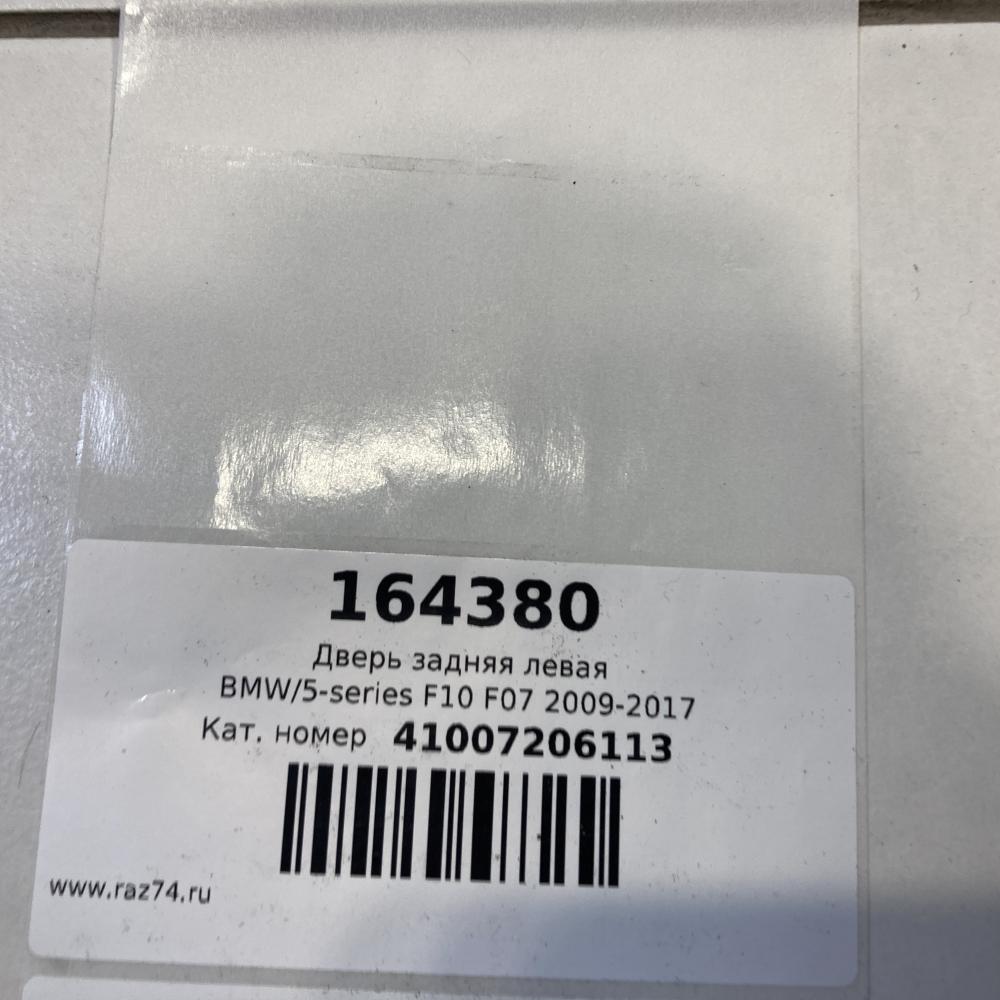 164380
Дверь задняя левая
BMW/5-series F10 F07 2009-2017
Кат. номер 41007206113
www.raz74.ru